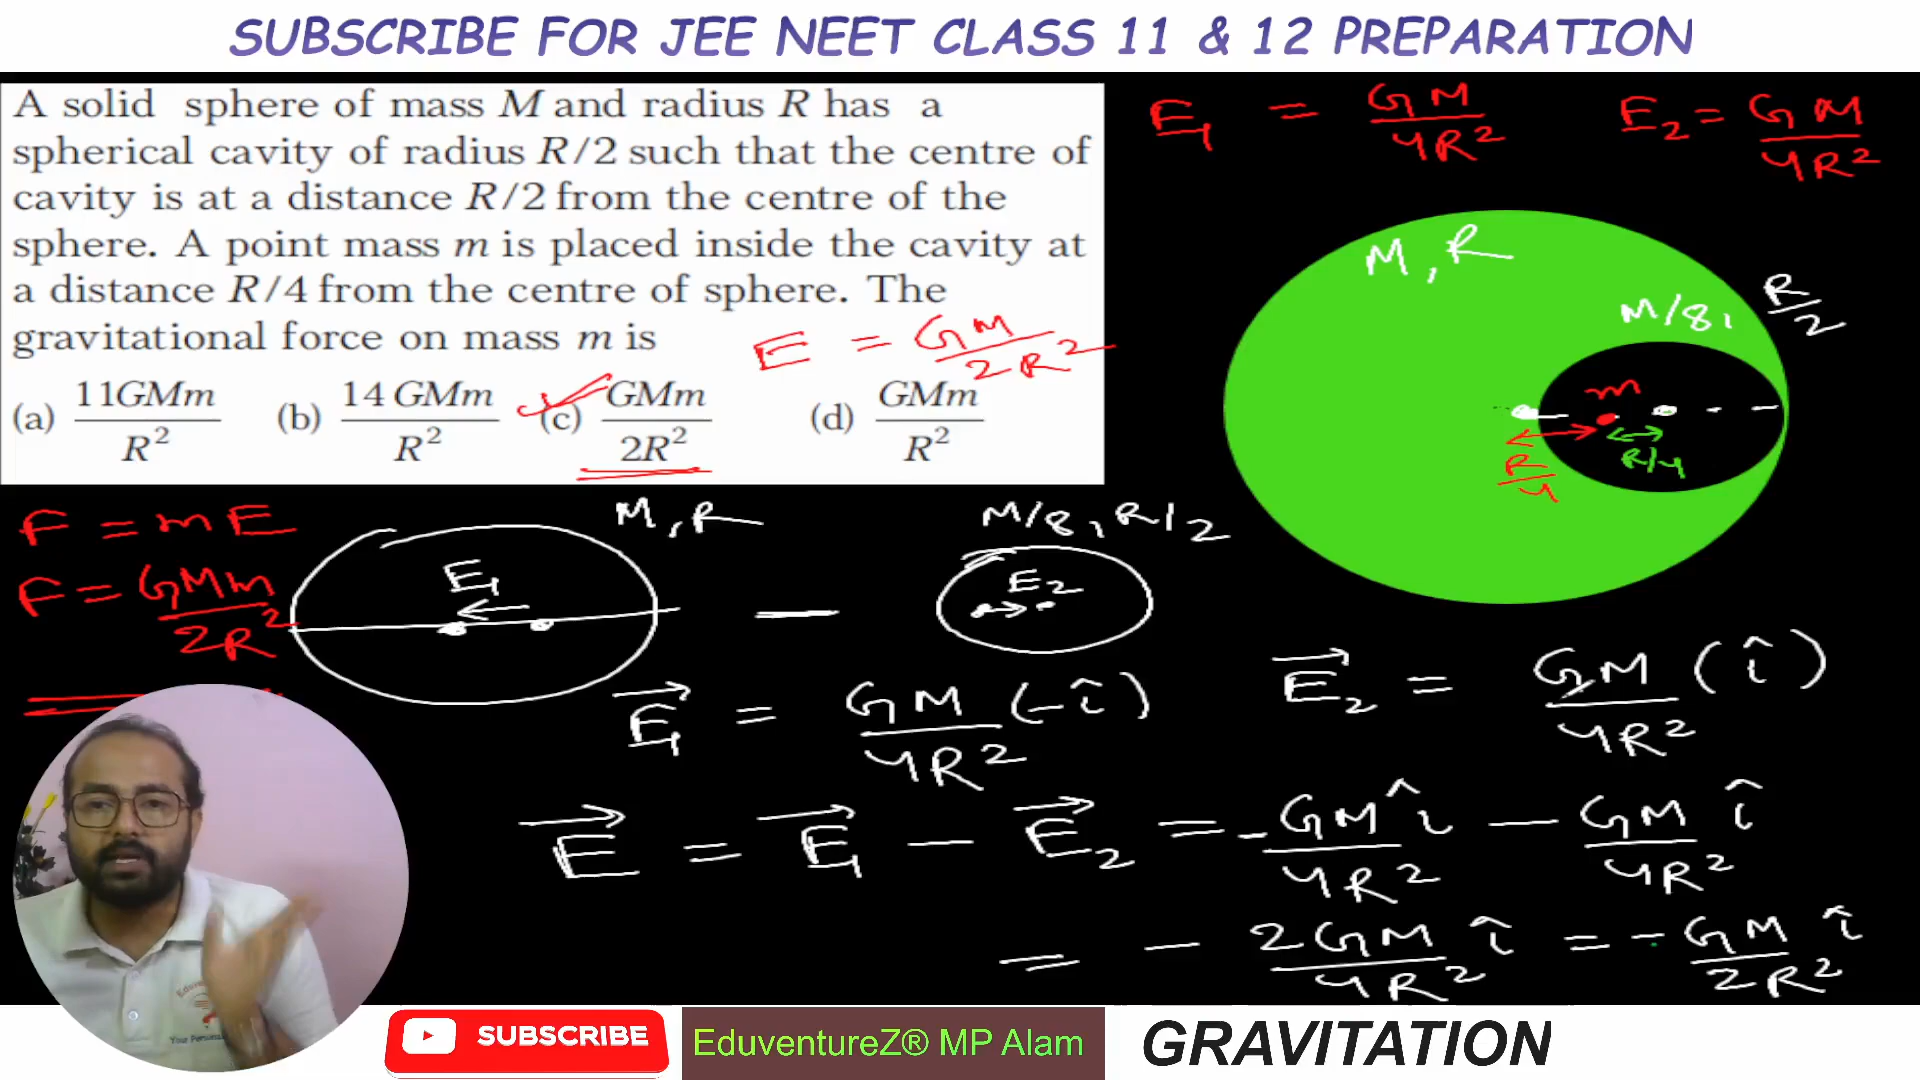 SUBSCRIBE FOR JEE NEET CLASS 11 & 12 PREPARATION
A solid sphere of mass M and radius R has a
spherical cavity of radius R/2 such that the centre of
cavity is at a distance R/2 from the centre of the
sphere. A point mass m is placed inside the cavity at
a distance R/4 from the centre of sphere. The
gravitational force on mass m is
E = GM/2R²
(a) 11GMm/R² (b) 14 GMm/R² (c) GMm/2R² (d) GMm/R²
E₁ = GM/4R² E₂ = GM/4R²
M, R
M/8, R/2
m
R/4 R/4
F = mE
F = GMm/2R²
M, R M/8, R/2
E₁ − E₂
E₁ = GM/4R² (-î) E₂ = GM/4R² (î)
E = E₁ − E₂ = -GM/4R² î − GM/4R² î
= − 2GM/4R² î = − GM/2R² î
SUBSCRIBE
EduventureZ® MP Alam
GRAVITATION